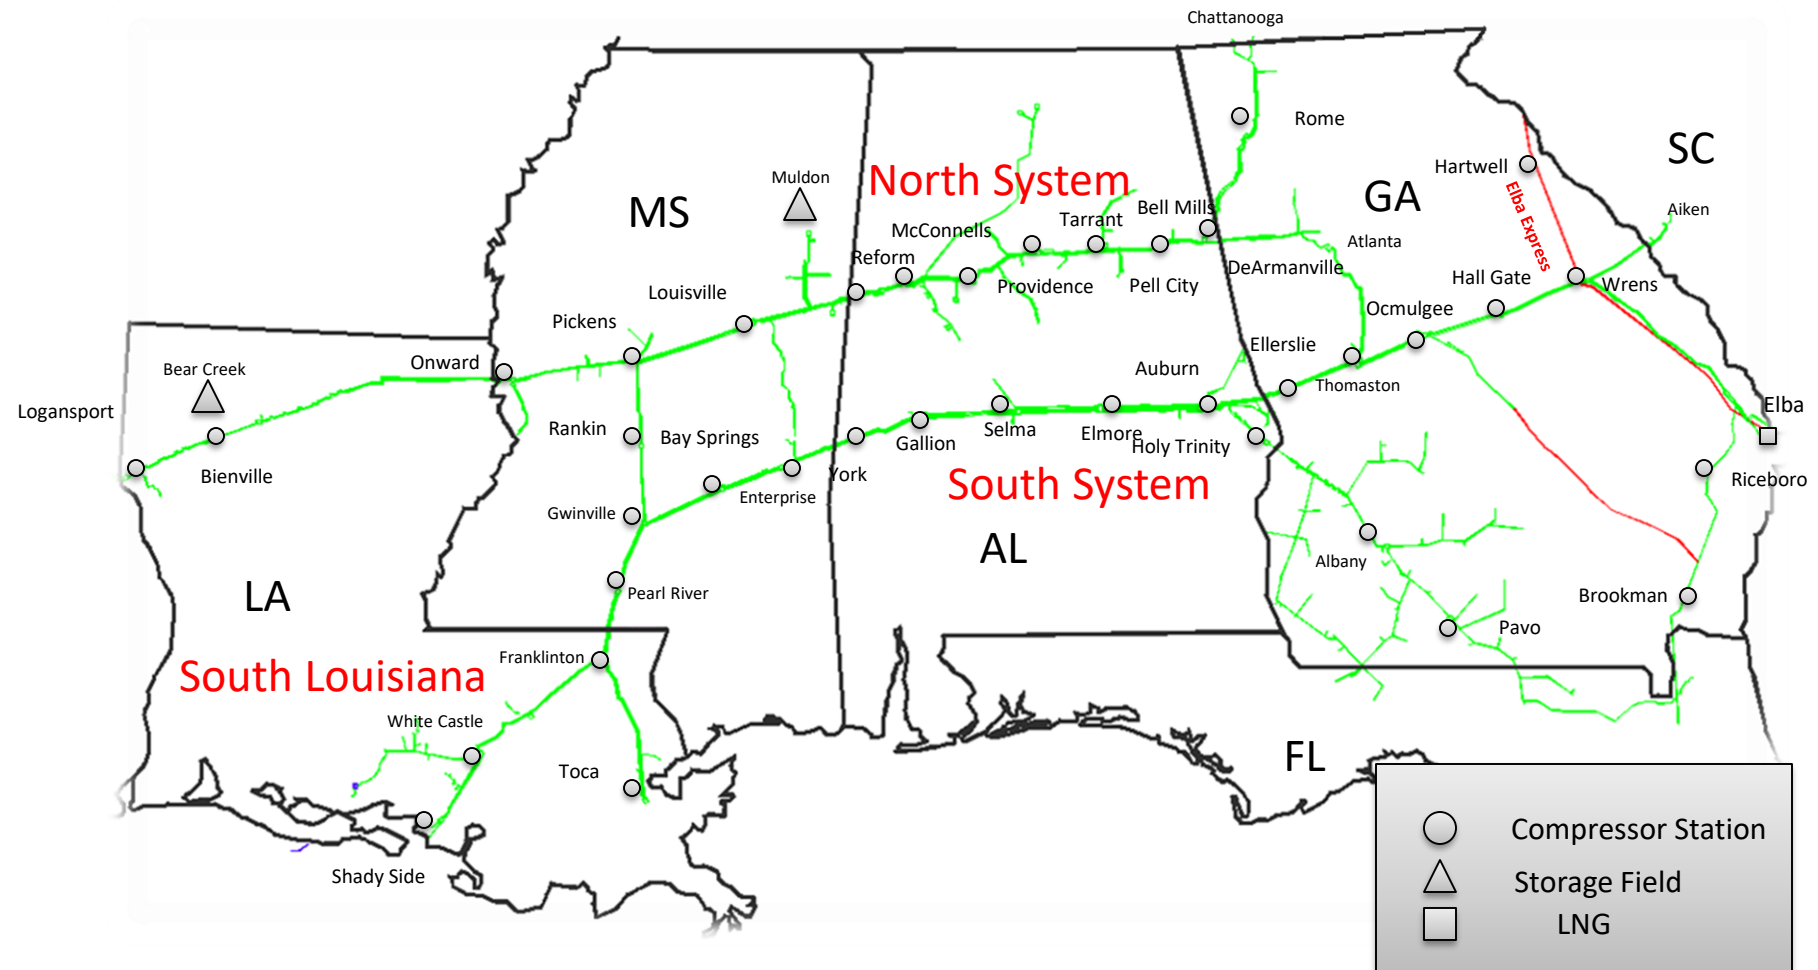 Chattanooga
Rome
SC
Hartwell
North System
Muldon
GA
MS
Elba Express
Aiken
Bell Mills
Tarrant
McConnells
Atlanta
Reform
DeArmanville
Hall Gate
Providence
Pell City
Wrens
Louisville
Ocmulgee
Pickens
Ellerslie
Onward
Bear Creek
Auburn
Thomaston
Logansport
Elba
Rankin
Bay Springs
Gallion
Selma
Elmore
Holy Trinity
Bienville
York
South System
Riceboro
Enterprise
Gwinville
AL
Albany
Pearl River
LA
Brookman
Pavo
Franklinton
South Louisiana
White Castle
Toca
FL
Shady Side
Compressor Station
Storage Field
LNG